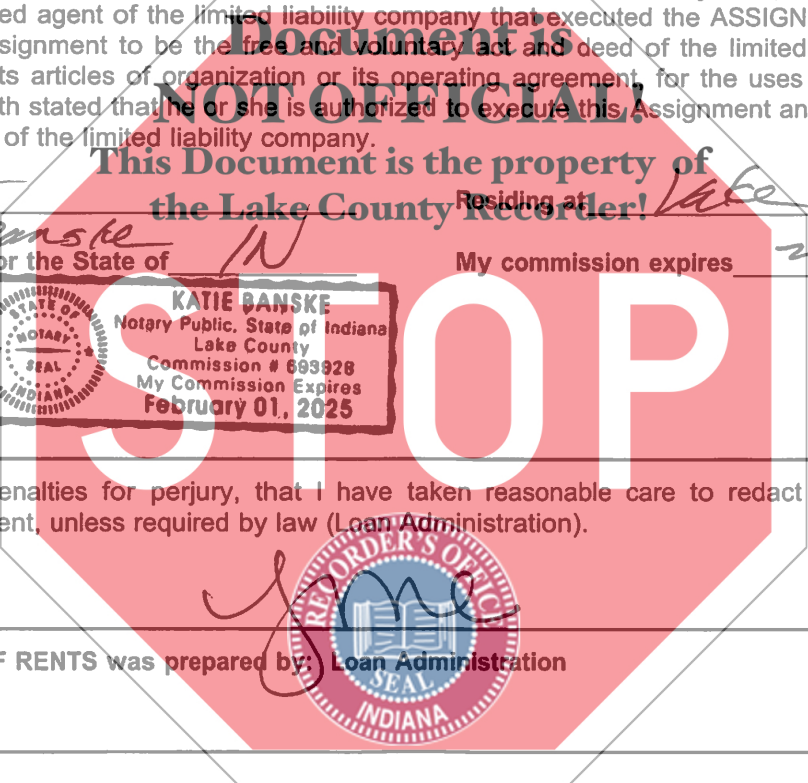 ed agent of the limited liability company that executed the ASSIGN
signment to be the free and voluntary act and deed of the limited
ts articles of organization or its operating agreement, for the uses
th stated that he or she is authorized to execute this Assignment an
of the limited liability company.
Document is
NOT OFFICIAL!
This Document is the property of
the Lake County Recorder!
Residing at Lake
Banske
or the State of IN
My commission expires
STATE OF
NOTARY
SEAL
INDIANA
KATIE BANSKE
Notary Public, State of Indiana
Lake County
Commission # 693928
My Commission Expires
February 01, 2025
STOP
enalties for perjury, that I have taken reasonable care to redact
ent, unless required by law (Loan Administration).
RECORDER'S OFFICE
SEAL
INDIANA
F RENTS was prepared by: Loan Administration